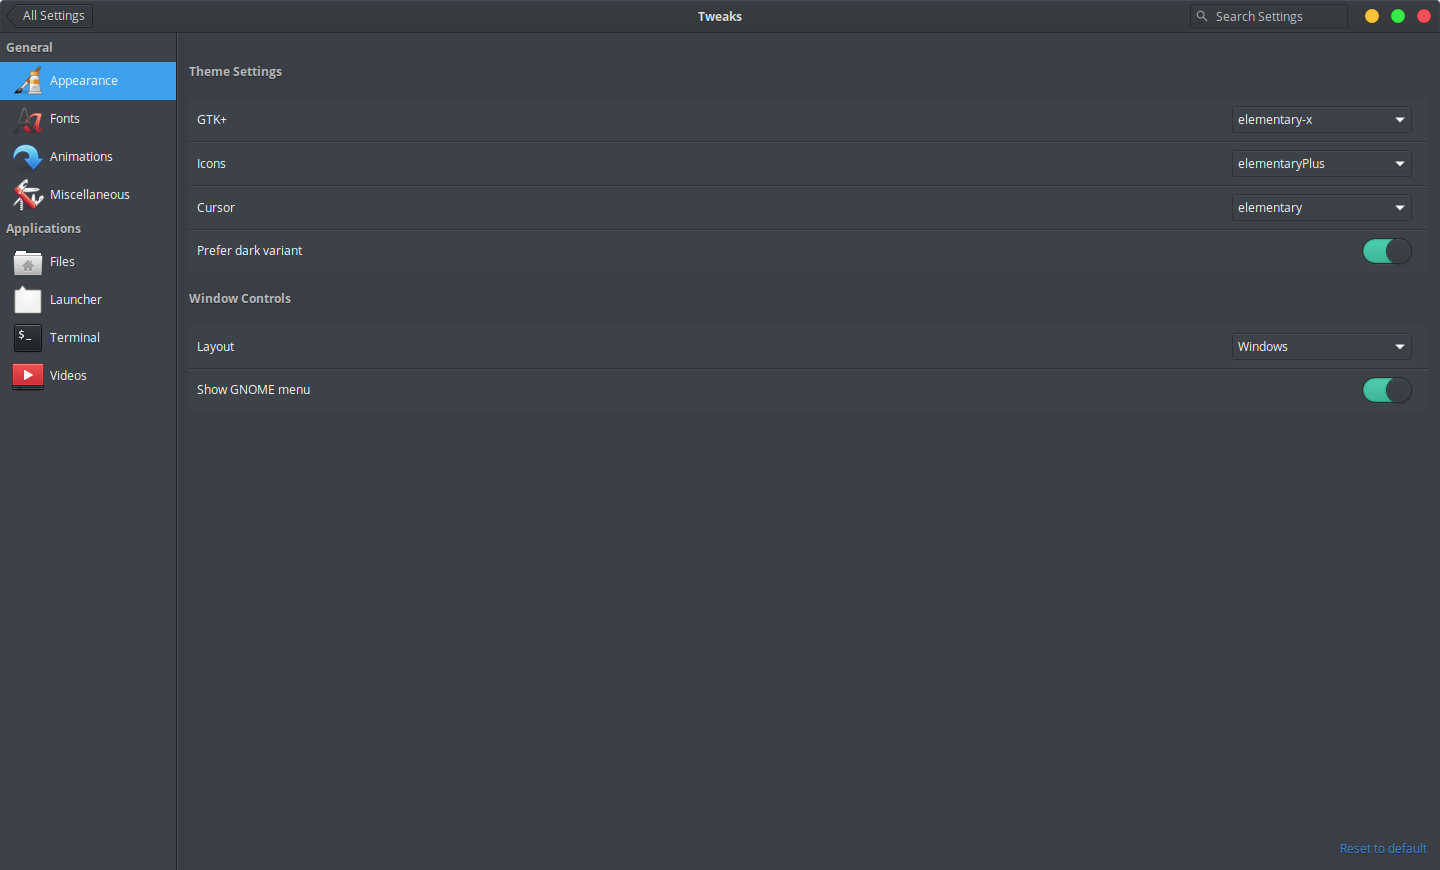 All Settings
Tweaks
Search Settings
General
Appearance
Fonts
Animations
Miscellaneous
Applications
Files
Launcher
$_
Terminal
Videos
Theme Settings
GTK+ elementary-x
Icons elementaryPlus
Cursor elementary
Prefer dark variant
Window Controls
Layout Windows
Show GNOME menu
Reset to default